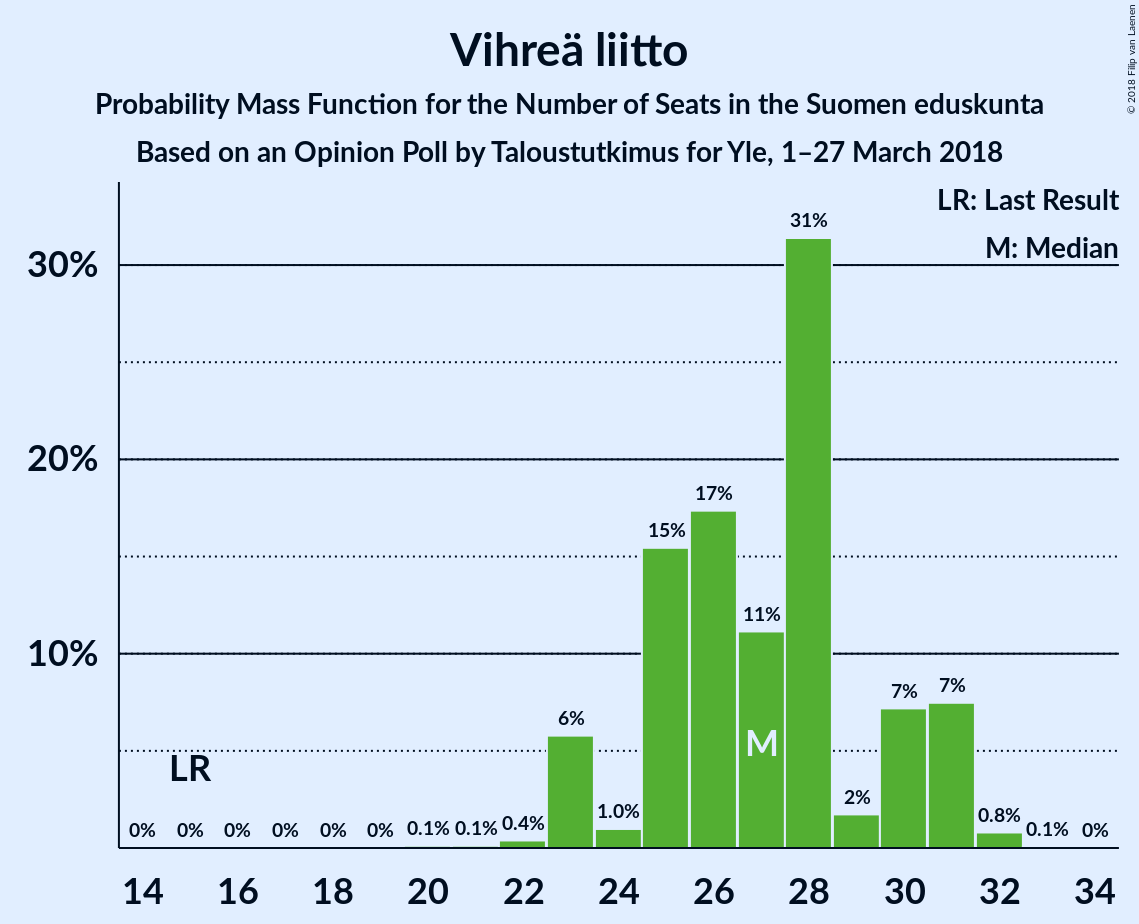 Vihreä liitto
Probability Mass Function for the Number of Seats in the Suomen eduskunta
Based on an Opinion Poll by Taloustutkimus for Yle, 1–27 March 2018
© 2018 Filip van Laenen
LR: Last Result
M: Median
30%
20%
10%
31%
17%
15%
11%
7%
7%
6%
2%
1.0%
0.8%
0.4%
0% 0% 0% 0% 0% 0% 0.1% 0.1%
0.1% 0%
LR
M
14 16 18 20 22 24 26 28 30 32 34